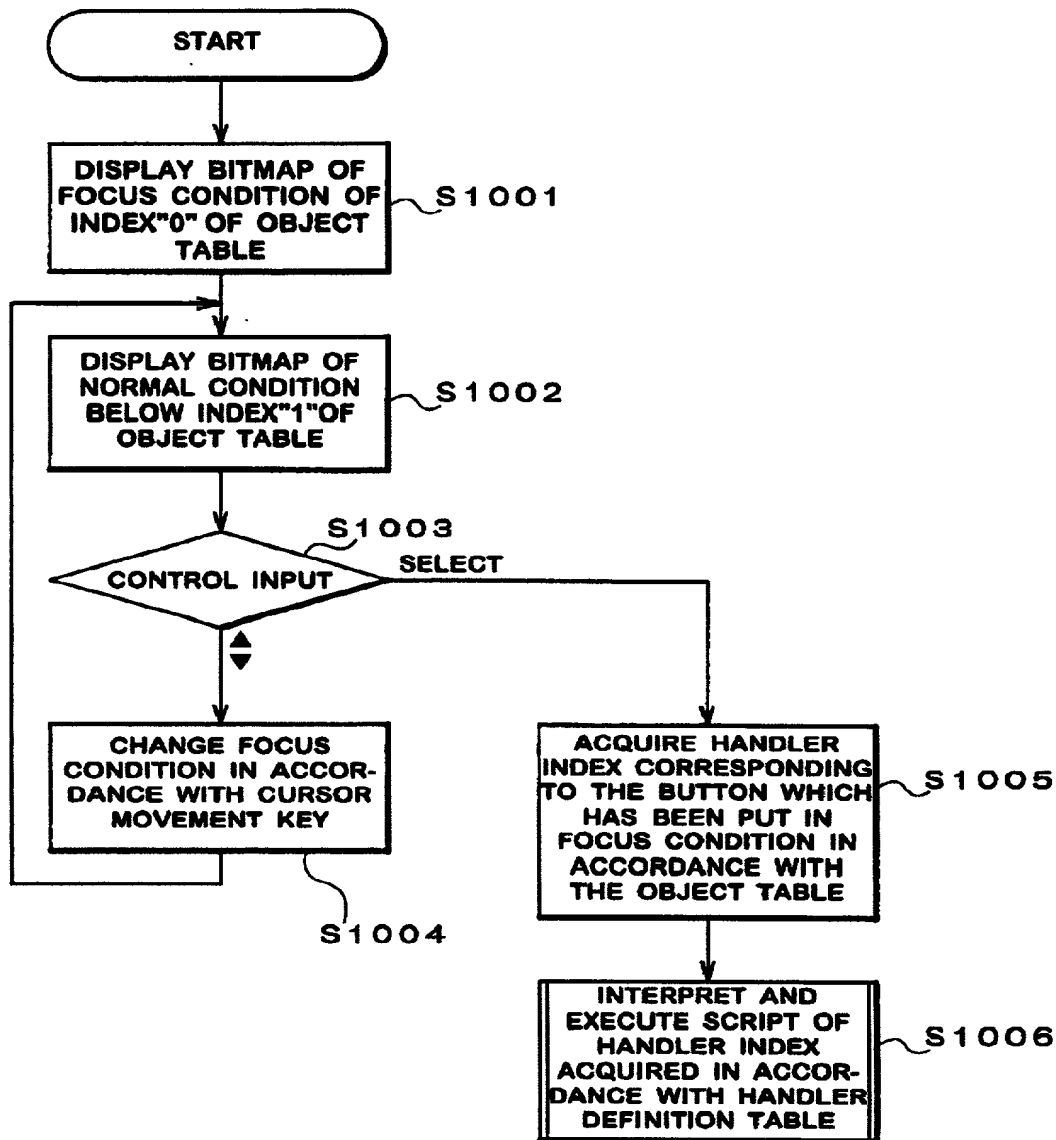 START
DISPLAY BITMAP OF
FOCUS CONDITION OF
INDEX"0" OF OBJECT
TABLE
S1001
DISPLAY BITMAP OF
NORMAL CONDITION
BELOW INDEX"1"OF
OBJECT TABLE
S1002
S1003
CONTROL INPUT
SELECT
CHANGE FOCUS
CONDITION IN ACCOR-
DANCE WITH CURSOR
MOVEMENT KEY
S1004
ACQUIRE HANDLER
INDEX CORRESPONDING
TO THE BUTTON WHICH
HAS BEEN PUT IN
FOCUS CONDITION IN
ACCORDANCE WITH
THE OBJECT TABLE
S1005
INTERPRET AND
EXECUTE SCRIPT OF
HANDLER INDEX
ACQUIRED IN ACCOR-
DANCE WITH HANDLER
DEFINITION TABLE
S1006